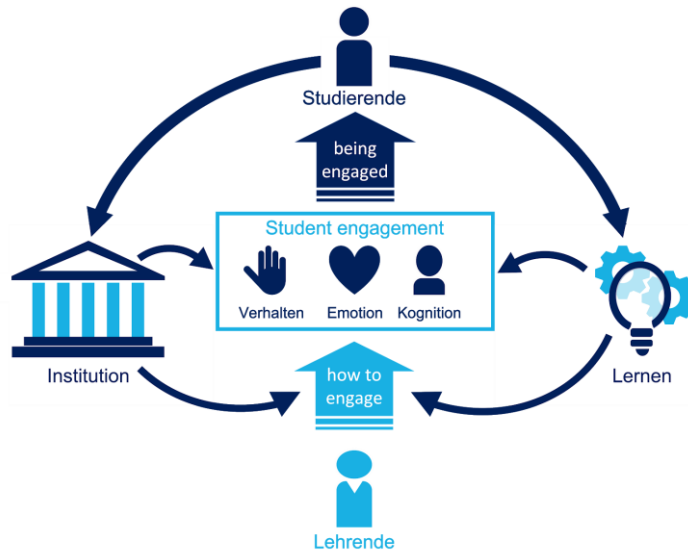 Studierende
being
engaged
Student engagement
Verhalten
Emotion
Kognition
Institution
Lernen
how to
engage
Lehrende